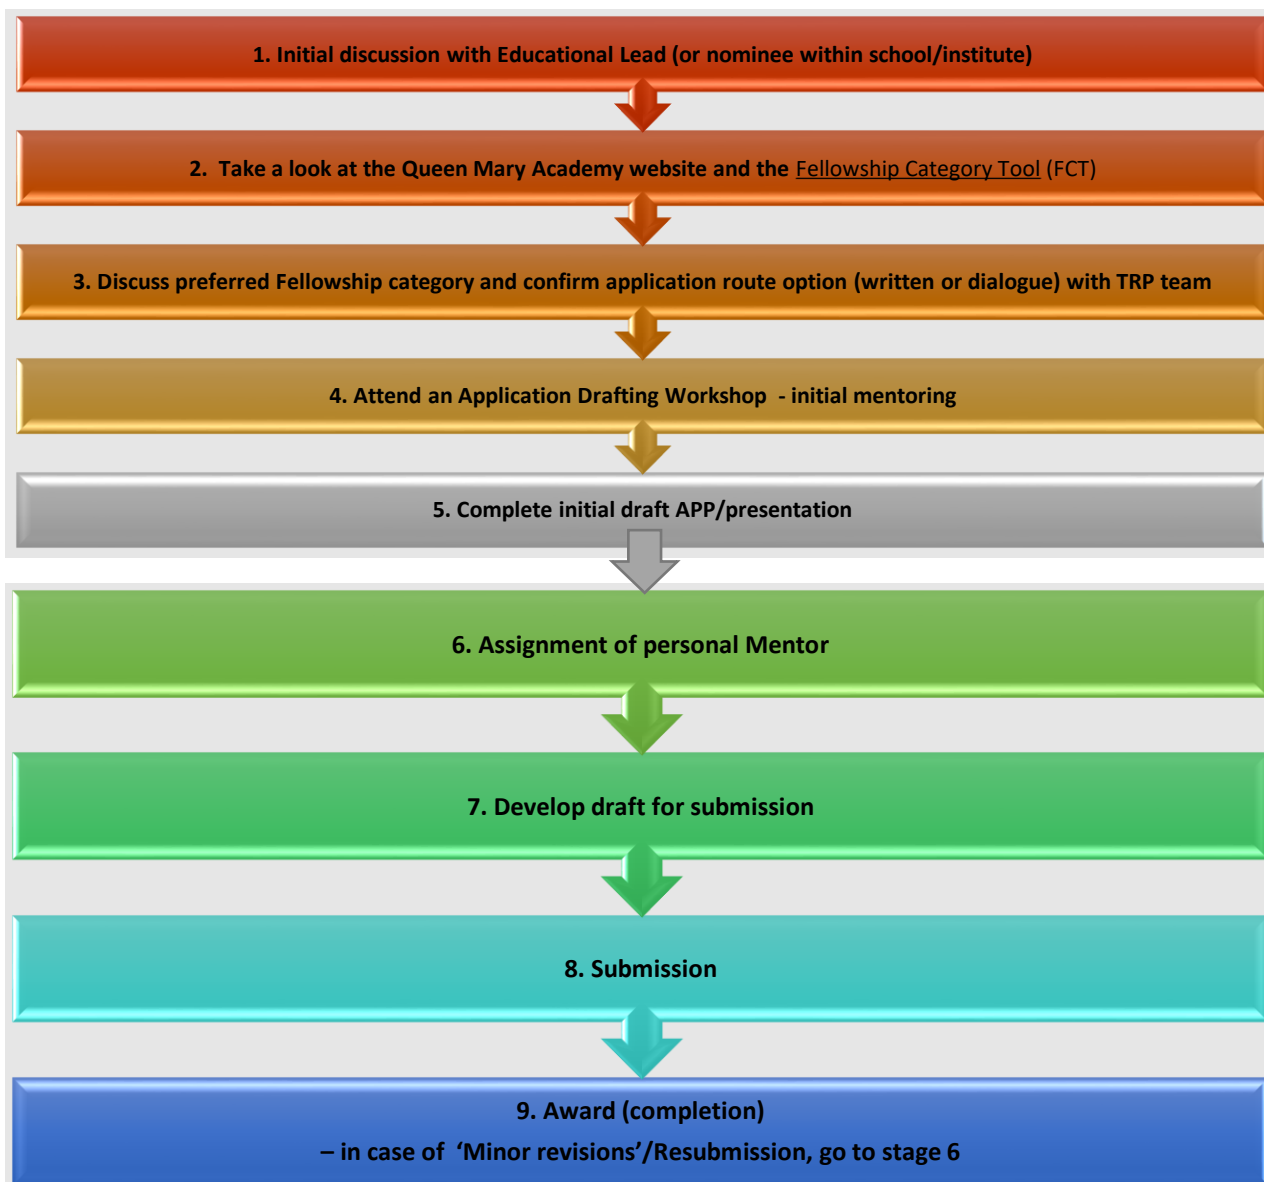 1. Initial discussion with Educational Lead (or nominee within school/institute)
2. Take a look at the Queen Mary Academy website and the Fellowship Category Tool (FCT)
3. Discuss preferred Fellowship category and confirm application route option (written or dialogue) with TRP team
4. Attend an Application Drafting Workshop - initial mentoring
5. Complete initial draft APP/presentation
6. Assignment of personal Mentor
7. Develop draft for submission
8. Submission
9. Award (completion)
– in case of ‘Minor revisions’/Resubmission, go to stage 6